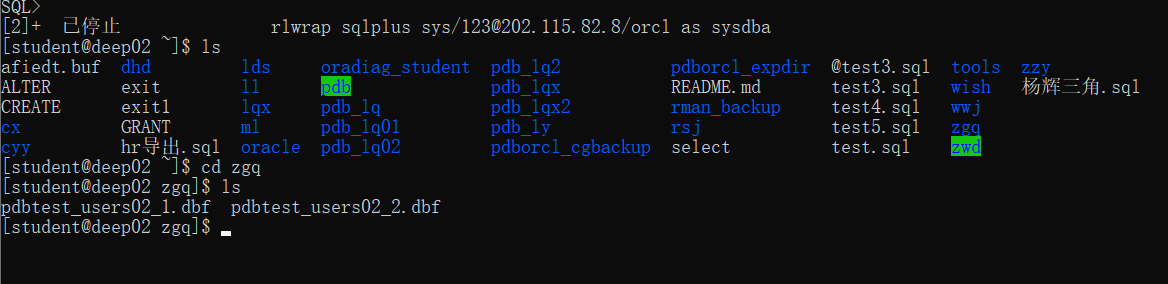 SQL>
[2]+  已停止               rlwrap sqlplus sys/123@202.115.82.8/orcl as sysdba
[student@deep02 ~]$ ls
afiedt.buf  dhd         lds     oradiag_student  pdb_lq2           pdborcl_expdir  @test3.sql  tools  zzy
ALTER       exit        ll      pdb              pdb_lqx           README.md       test3.sql   wish   杨辉三角.sql
CREATE      exit1       lqx     pdb_lq           pdb_lqx2          rman_backup     test4.sql   wwj
cx          GRANT       ml      pdb_lq01         pdb_ly            rsj             test5.sql   zgq
cyy         hr导出.sql  oracle  pdb_lq02         pdborcl_cgbackup  select          test.sql    zwd
[student@deep02 ~]$ cd zgq
[student@deep02 zgq]$ ls
pdbtest_users02_1.dbf  pdbtest_users02_2.dbf
[student@deep02 zgq]$